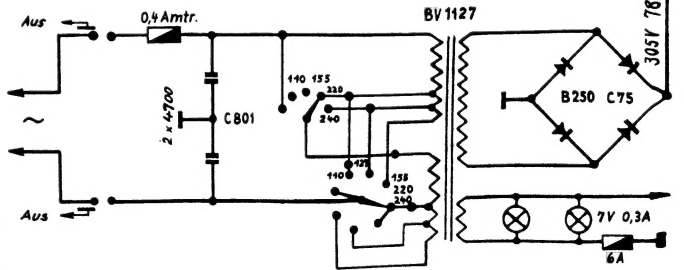 Aus
0,4 Amtr.
BV 1127
305V 78
110 155
220
240
B250 C75
~
2 x 4700
C801
127
110
155
220
240
Aus
7V 0,3A
6A